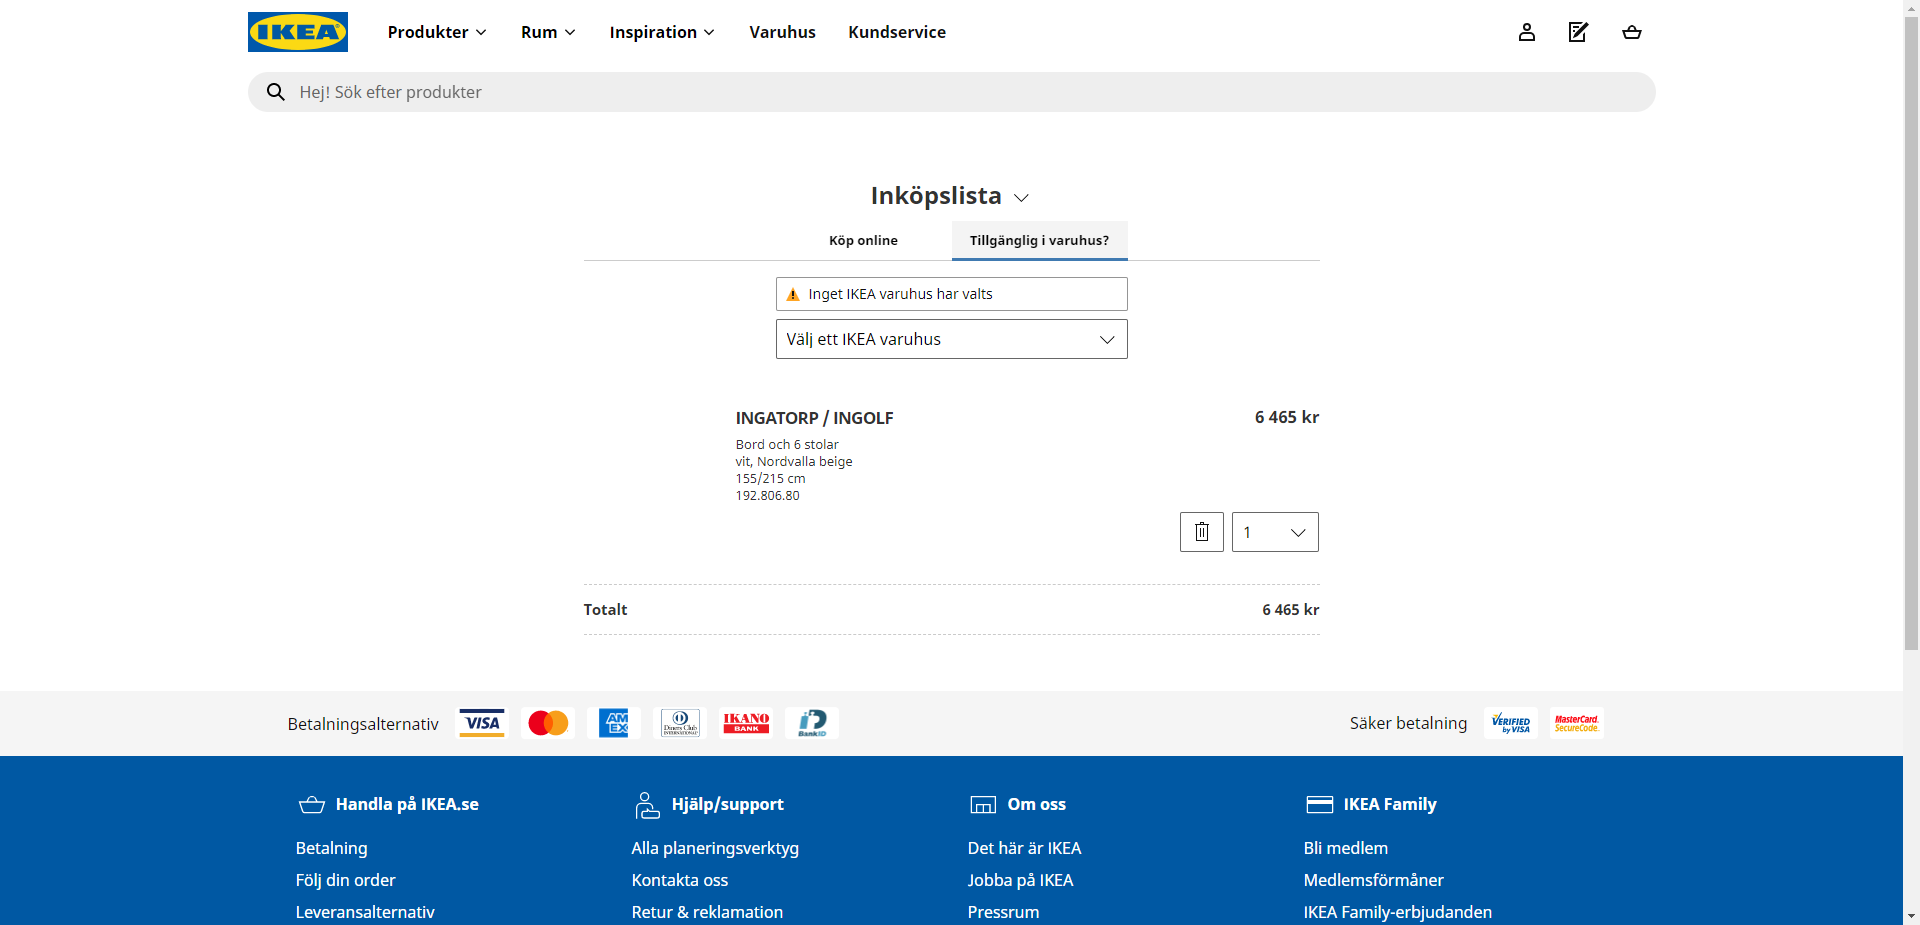 IKEA
Produkter
Rum
Inspiration
Varuhus
Kundservice
Hej! Sök efter produkter
Inköpslista
Köp online
Tillgänglig i varuhus?
Inget IKEA varuhus har valts
Välj ett IKEA varuhus
INGATORP / INGOLF
6 465 kr
Bord och 6 stolar
vit, Nordvalla beige
155/215 cm
192.806.80
1
Totalt
6 465 kr
Betalningsalternativ
VISA
AM
EX
Diners Club
INTERNATIONAL
IKANO
BANK
BankID
Säker betalning
VERIFIED
by VISA
MasterCard.
SecureCode.
Handla på IKEA.se
Betalning
Följ din order
Leveransalternativ
Hjälp/support
Alla planeringsverktyg
Kontakta oss
Retur & reklamation
Om oss
Det här är IKEA
Jobba på IKEA
Pressrum
IKEA Family
Bli medlem
Medlemsförmåner
IKEA Family-erbjudanden